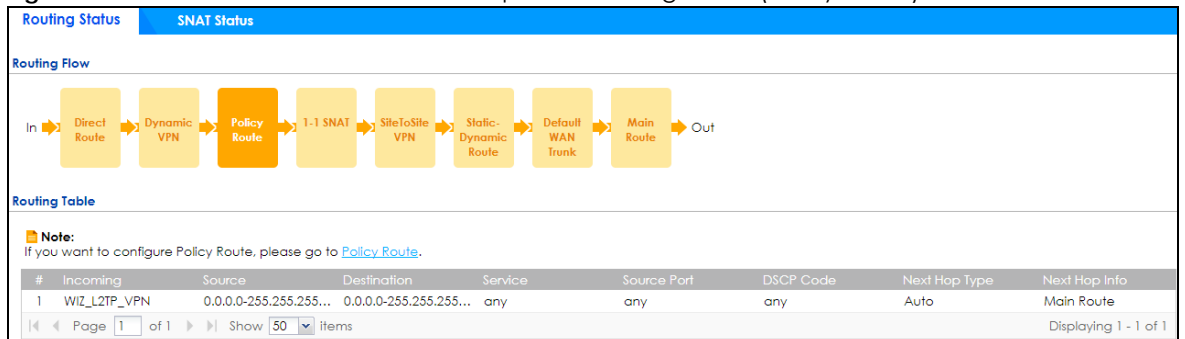 Routing Status SNAT Status
Routing Flow
In Direct Route Dynamic VPN Policy Route 1-1 SNAT SiteToSite VPN Static-Dynamic Route Default WAN Trunk Main Route Out
Routing Table
Note:
If you want to configure Policy Route, please go to Policy Route.
# Incoming Source Destination Service Source Port DSCP Code Next Hop Type Next Hop Info
1 WIZ_L2TP_VPN 0.0.0.0-255.255.255... 0.0.0.0-255.255.255... any any any Auto Main Route
Page 1 of 1 Show 50 items Displaying 1 - 1 of 1